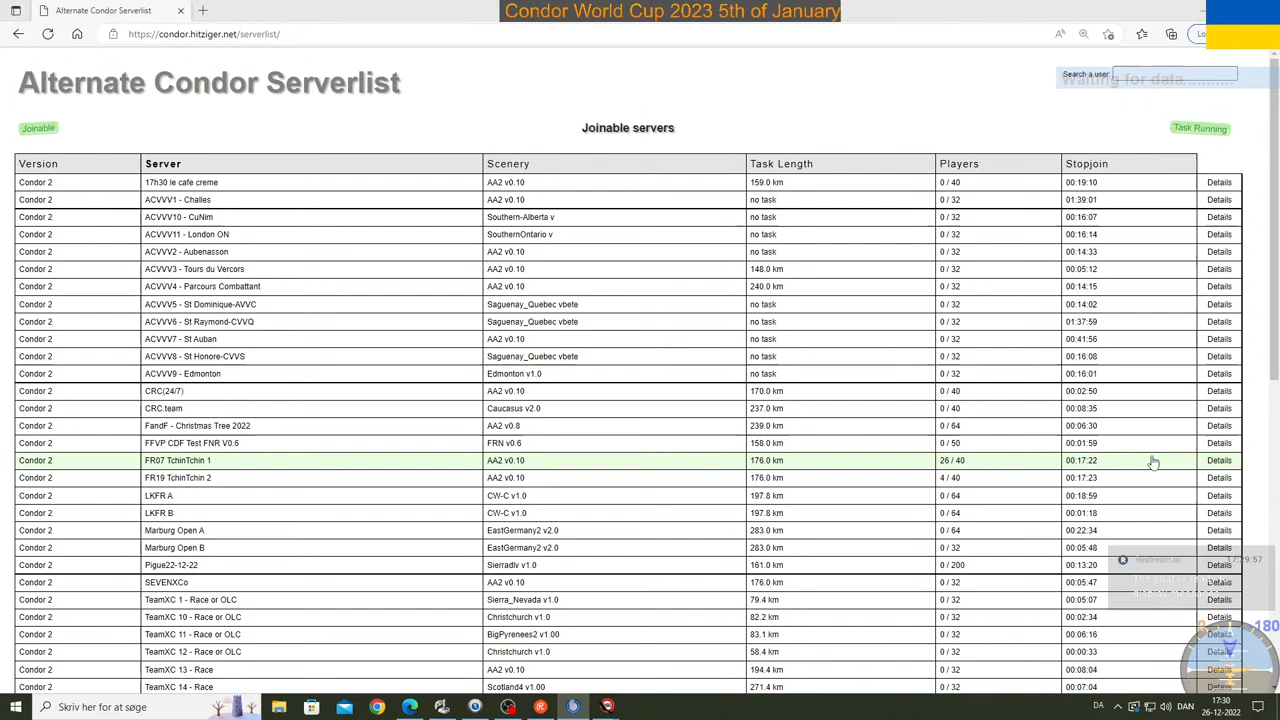 Alternate Condor Serverlist
Condor World Cup 2023 5th of January
https://condor.hitziger.net/serverlist/
Alternate Condor Serverlist
Search a user:
Waiting for data..........
Joinable
Joinable servers
Task Running
Version Server Scenery Task Length Players Stopjoin
Condor 2 17h30 le cafe creme AA2 v0.10 159.0 km 0 / 40 00:19:10 Details
Condor 2 ACVVV1 - Challes AA2 v0.10 no task 0 / 32 01:39:01 Details
Condor 2 ACVVV10 - CuNim Southern-Alberta v no task 0 / 32 00:16:07 Details
Condor 2 ACVVV11 - London ON SouthernOntario v no task 0 / 32 00:16:14 Details
Condor 2 ACVVV2 - Aubenasson AA2 v0.10 no task 0 / 32 00:14:33 Details
Condor 2 ACVVV3 - Tours du Vercors AA2 v0.10 148.0 km 0 / 32 00:05:12 Details
Condor 2 ACVVV4 - Parcours Combattant AA2 v0.10 240.0 km 0 / 32 00:14:15 Details
Condor 2 ACVVV5 - St Dominique-AVVC Saguenay_Quebec vbete no task 0 / 32 00:14:02 Details
Condor 2 ACVVV6 - St Raymond-CVVQ Saguenay_Quebec vbete no task 0 / 32 01:37:59 Details
Condor 2 ACVVV7 - St Auban AA2 v0.10 no task 0 / 32 00:41:56 Details
Condor 2 ACVVV8 - St Honore-CVVS Saguenay_Quebec vbete no task 0 / 32 00:16:08 Details
Condor 2 ACVVV9 - Edmonton Edmonton v1.0 no task 0 / 32 00:16:01 Details
Condor 2 CRC(24/7) AA2 v0.10 170.0 km 0 / 40 00:02:50 Details
Condor 2 CRC.team Caucasus v2.0 237.0 km 0 / 40 00:08:35 Details
Condor 2 FandF - Christmas Tree 2022 AA2 v0.8 239.0 km 0 / 64 00:06:30 Details
Condor 2 FFVP CDF Test FNR V0.6 FRN v0.6 158.0 km 0 / 50 00:01:59 Details
Condor 2 FR07 TchinTchin 1 AA2 v0.10 176.0 km 26 / 40 00:17:22 Details
Condor 2 FR19 TchinTchin 2 AA2 v0.10 176.0 km 4 / 40 00:17:23 Details
Condor 2 LKFR A CW-C v1.0 197.8 km 0 / 64 00:18:59 Details
Condor 2 LKFR B CW-C v1.0 197.8 km 0 / 64 00:01:18 Details
Condor 2 Marburg Open A EastGermany2 v2.0 283.0 km 0 / 64 00:22:34 Details
Condor 2 Marburg Open B EastGermany2 v2.0 283.0 km 0 / 32 00:05:48 Details
Condor 2 Pigue22-12-22 Sierradlv v1.0 161.0 km 0 / 200 00:13:20 Details
Condor 2 SEVENXCo AA2 v0.10 176.0 km 0 / 32 00:05:47 Details
Condor 2 TeamXC 1 - Race or OLC Sierra_Nevada v1.0 79.4 km 0 / 32 00:05:07 Details
Condor 2 TeamXC 10 - Race or OLC Christchurch v1.0 82.2 km 0 / 32 00:02:34 Details
Condor 2 TeamXC 11 - Race or OLC BigPyrenees2 v1.00 83.1 km 0 / 32 00:06:16 Details
Condor 2 TeamXC 12 - Race or OLC Christchurch v1.0 58.4 km 0 / 32 00:00:33 Details
Condor 2 TeamXC 13 - Race AA2 v0.10 194.4 km 0 / 32 00:08:04 Details
Condor 2 TeamXC 14 - Race Scotland4 v1.00 271.4 km 0 / 32 00:07:04 Details
Restream.io 17:29:57
0 180
Skriv her for at søge
DA
DAN
17:30
26-12-2022